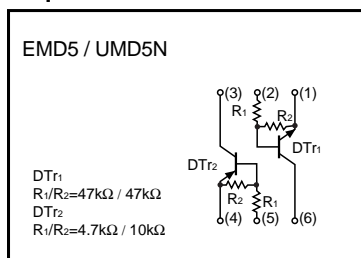 EMD5 / UMD5N
(3) (2) (1)
R1
R2
DTr1
DTr2
R2 R1
(4) (5) (6)
DTr1
R1/R2=47kΩ / 47kΩ
DTr2
R1/R2=4.7kΩ / 10kΩ